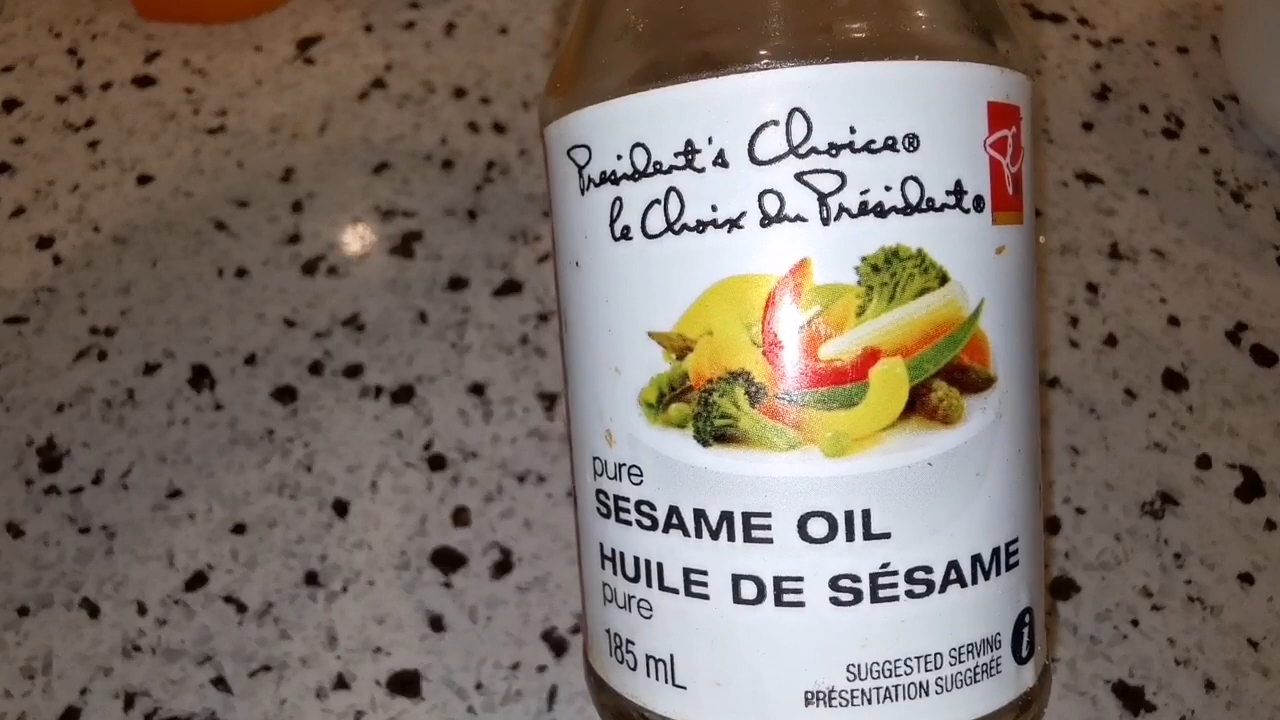 President's Choice®
le Choix du Président®
PC
pure
SESAME OIL
HUILE DE SÉSAME
pure
185 mL
i
SUGGESTED SERVING
PRÉSENTATION SUGGÉRÉE